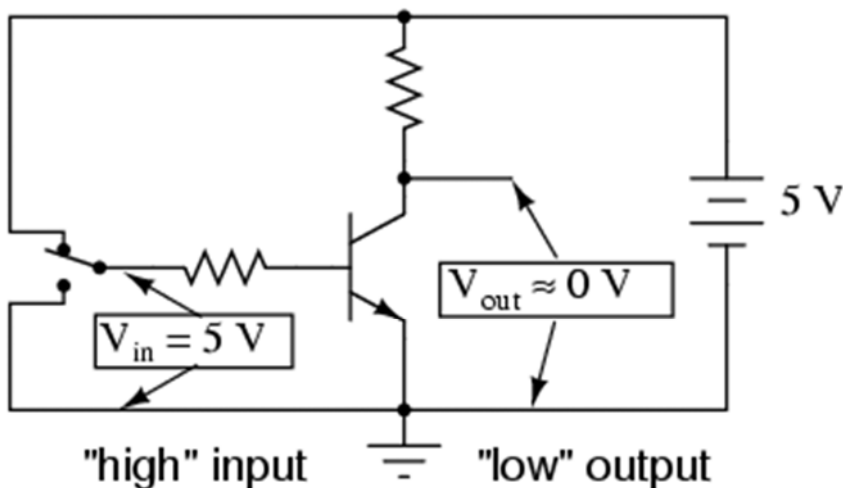 5 V
V_out ≈ 0 V
V_in = 5 V
"high" input
"low" output